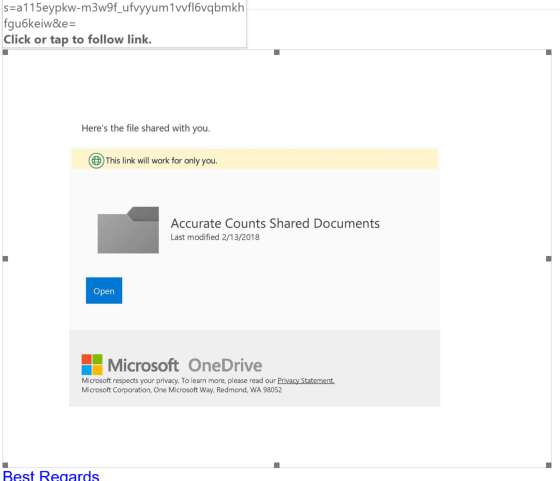 s=a115eypkw-m3w9f_ufvyyum1vvfl6vqbmkh
fgu6keiw&e=
Click or tap to follow link.
Here's the file shared with you.
This link will work for only you.
Accurate Counts Shared Documents
Last modified 2/13/2018
Open
Microsoft OneDrive
Microsoft respects your privacy. To learn more, please read our Privacy Statement.
Microsoft Corporation, One Microsoft Way, Redmond, WA 98052
Best Regards